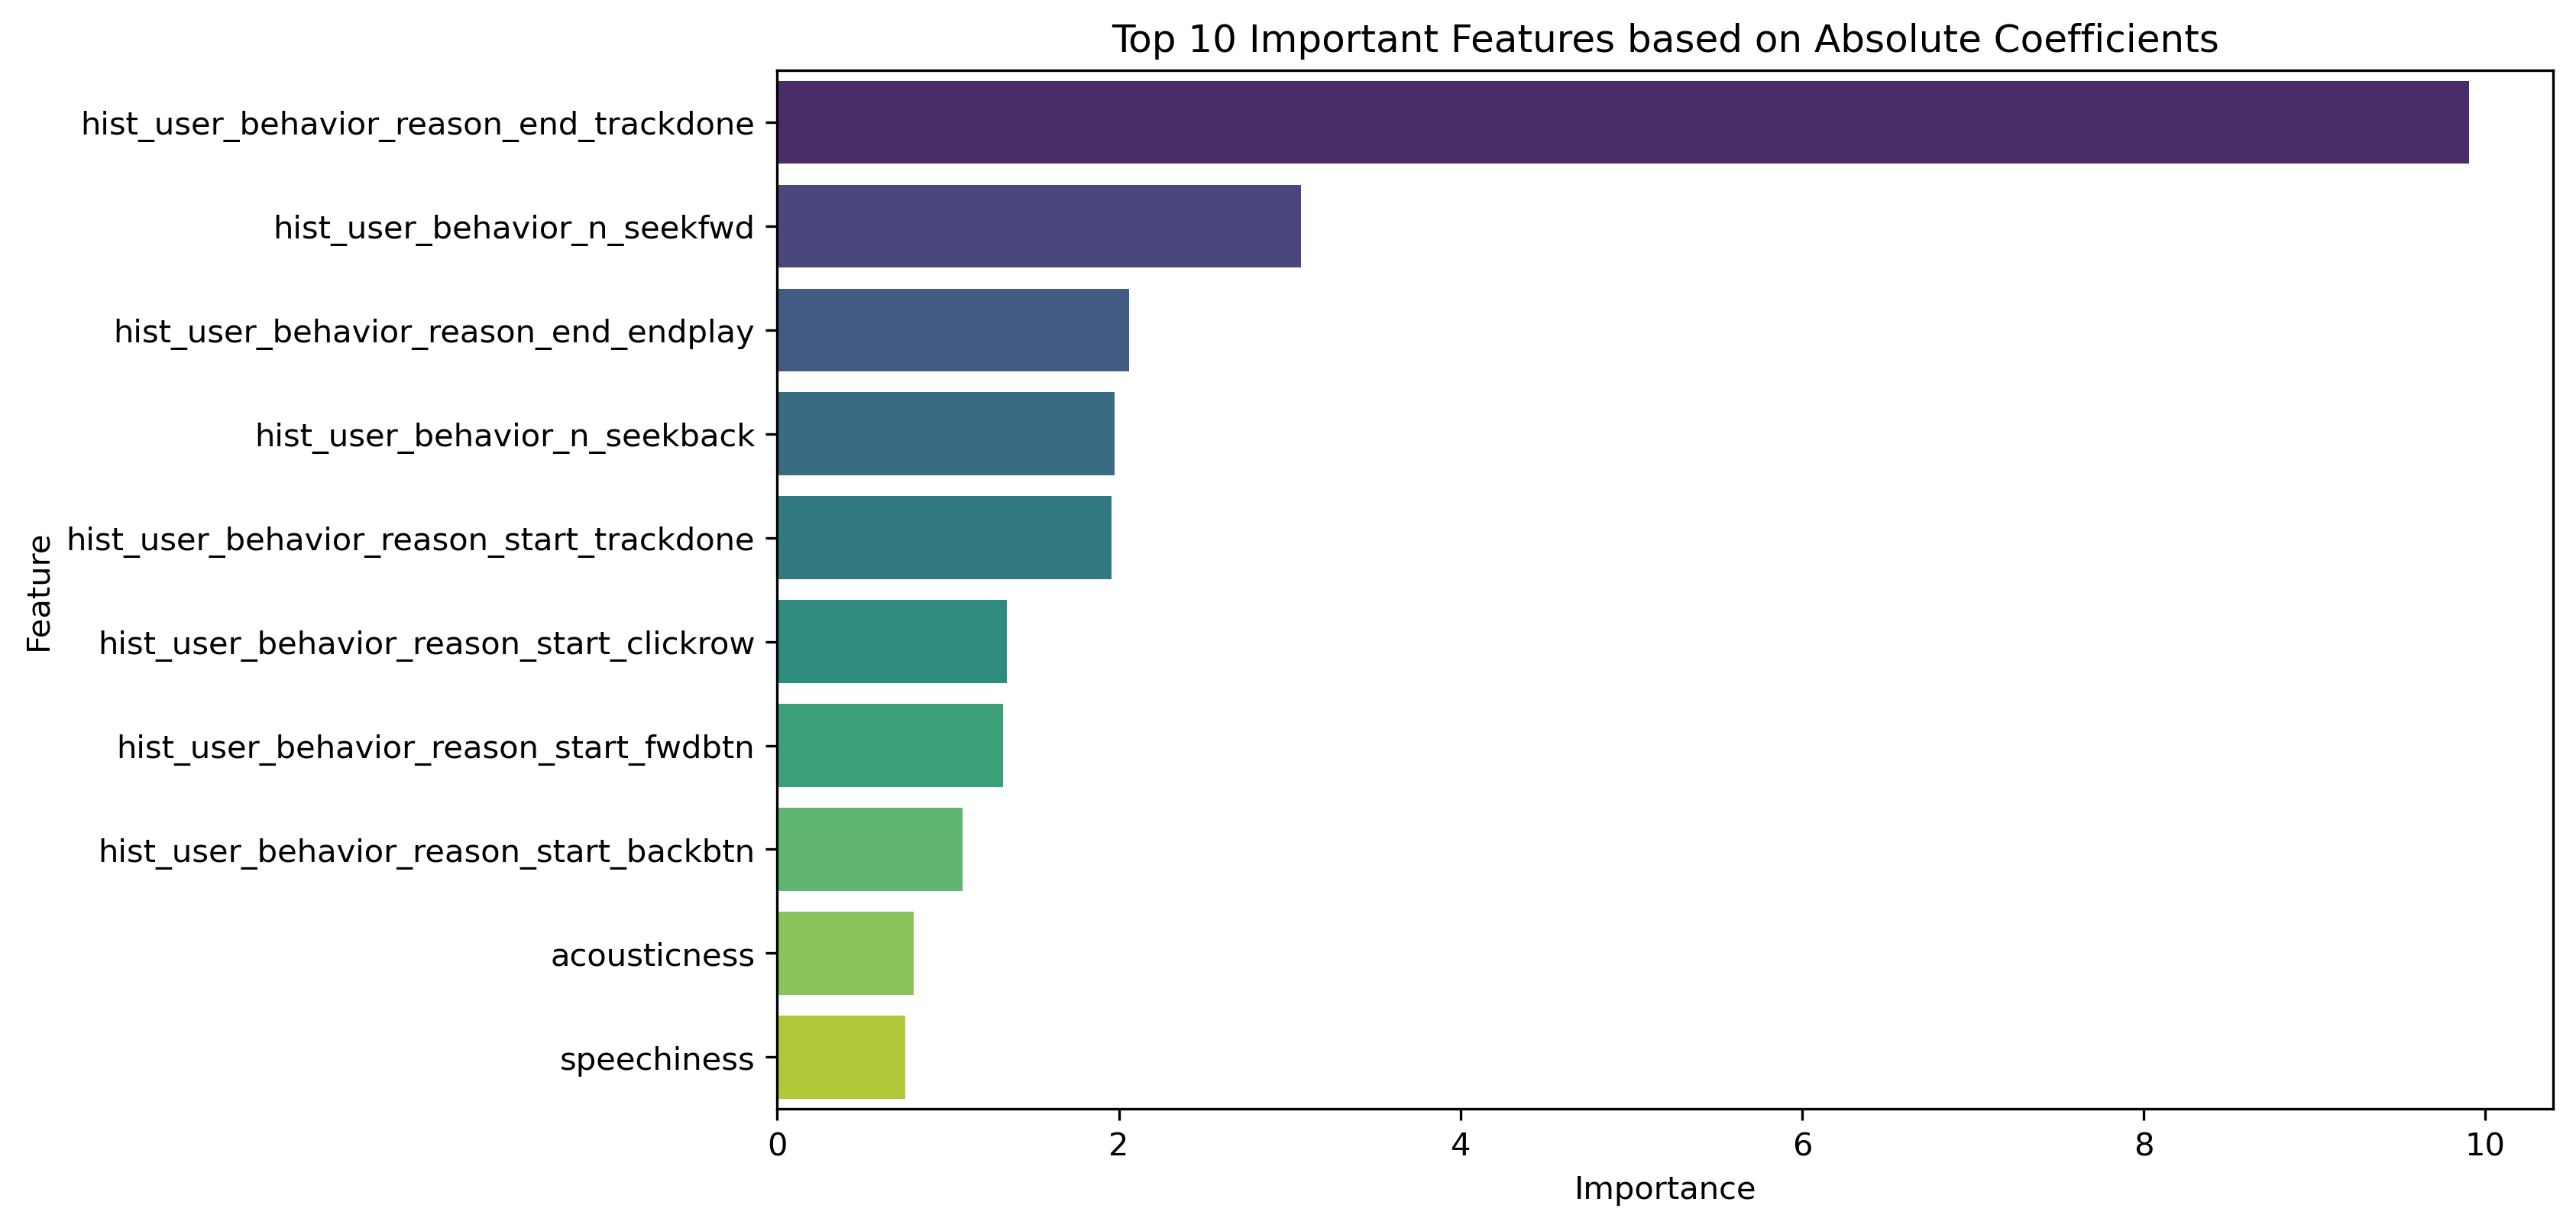 Top 10 Important Features based on Absolute Coefficients
Feature
hist_user_behavior_reason_end_trackdone
hist_user_behavior_n_seekfwd
hist_user_behavior_reason_end_endplay
hist_user_behavior_n_seekback
hist_user_behavior_reason_start_trackdone
hist_user_behavior_reason_start_clickrow
hist_user_behavior_reason_start_fwdbtn
hist_user_behavior_reason_start_backbtn
acousticness
speechiness
0 2 4 6 8 10
Importance